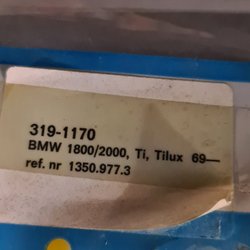 319-1170
BMW 1800/2000, Ti, Tilux 69—
ref. nr 1350.977.3